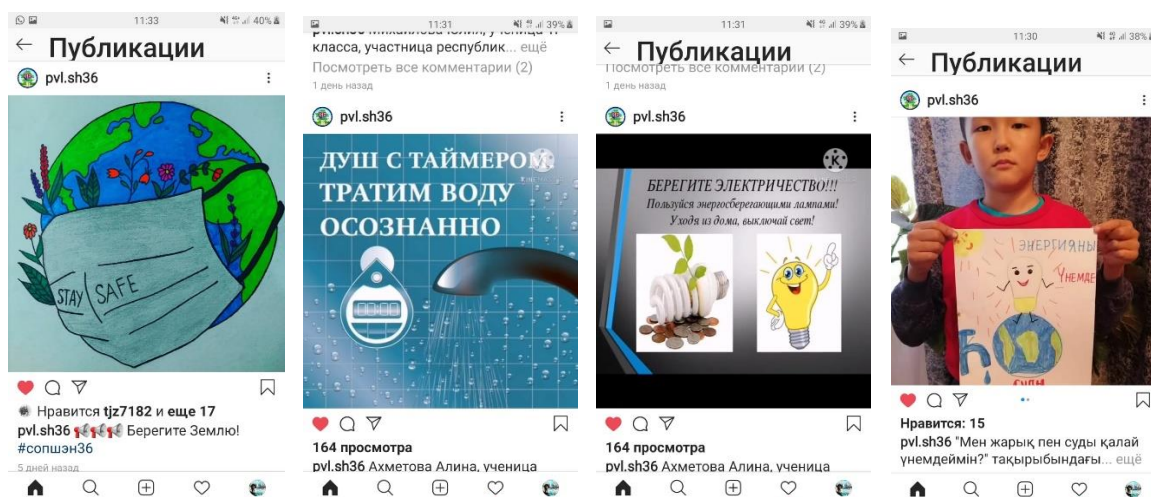 11:33
40%
Публикации
pvl.sh36
STAY SAFE
Нравится tjz7182 и еще 17
pvl.sh36 Берегите Землю!
#сопшэн36
5 дней назад
11:31
39%
класса, участница республик... ещё
Посмотреть все комментарии (2)
1 день назад
pvl.sh36
ДУШ С ТАЙМЕРОМ.
ТРАТИМ ВОДУ
ОСОЗНАННО
164 просмотра
pvl.sh36 Ахметова Алина, ученица
11:31
39%
Публикации
Посмотреть все комментарии (2)
1 день назад
pvl.sh36
K
БЕРЕГИТЕ ЭЛЕКТРИЧЕСТВО!!!
Пользуйся энергосберегающими лампами!
Уходя из дома, выключай свет!
164 просмотра
pvl.sh36 Ахметова Алина, ученица
11:30
38%
Публикации
pvl.sh36
ЭНЕРГИЯНЫ
ҮНЕМДЕ
СУДЫ
Нравится: 15
pvl.sh36 "Мен жарық пен суды қалай
үнемдеймін?" тақырыбындағы... ещё